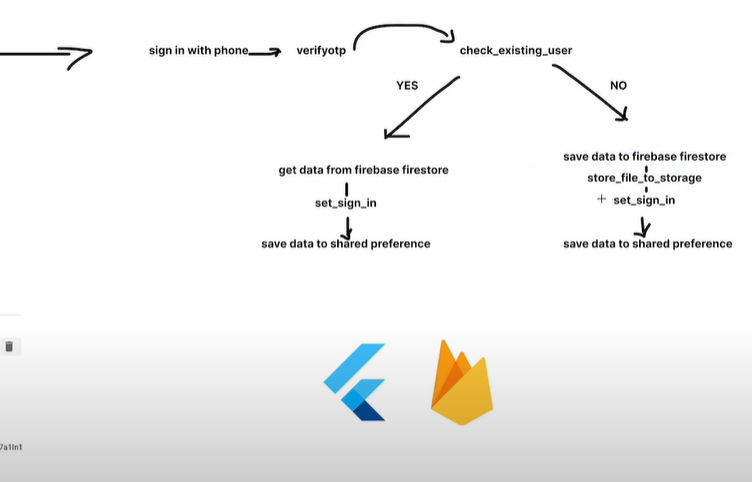 sign in with phone
verifyotp
check_existing_user
YES
NO
save data to firebase firestore
get data from firebase firestore
store_file_to_storage
set_sign_in
+ set_sign_in
save data to shared preference
save data to shared preference